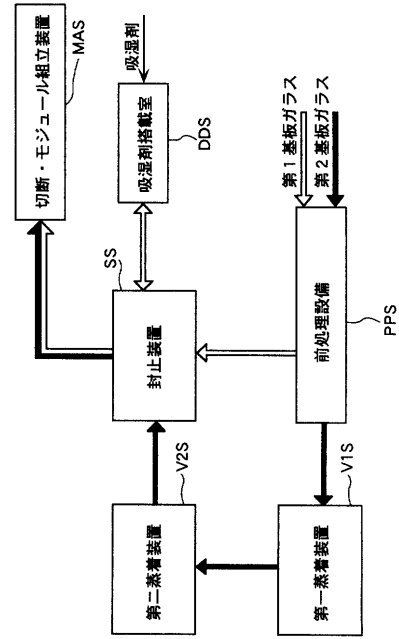 切断・モジュール組立装置
MAS
吸湿剤
吸湿剤搭載室
DDS
SS
封止装置
第1基板ガラス
第2基板ガラス
前処理設備
PPS
V2S
第二蒸着装置
V1S
第一蒸着装置